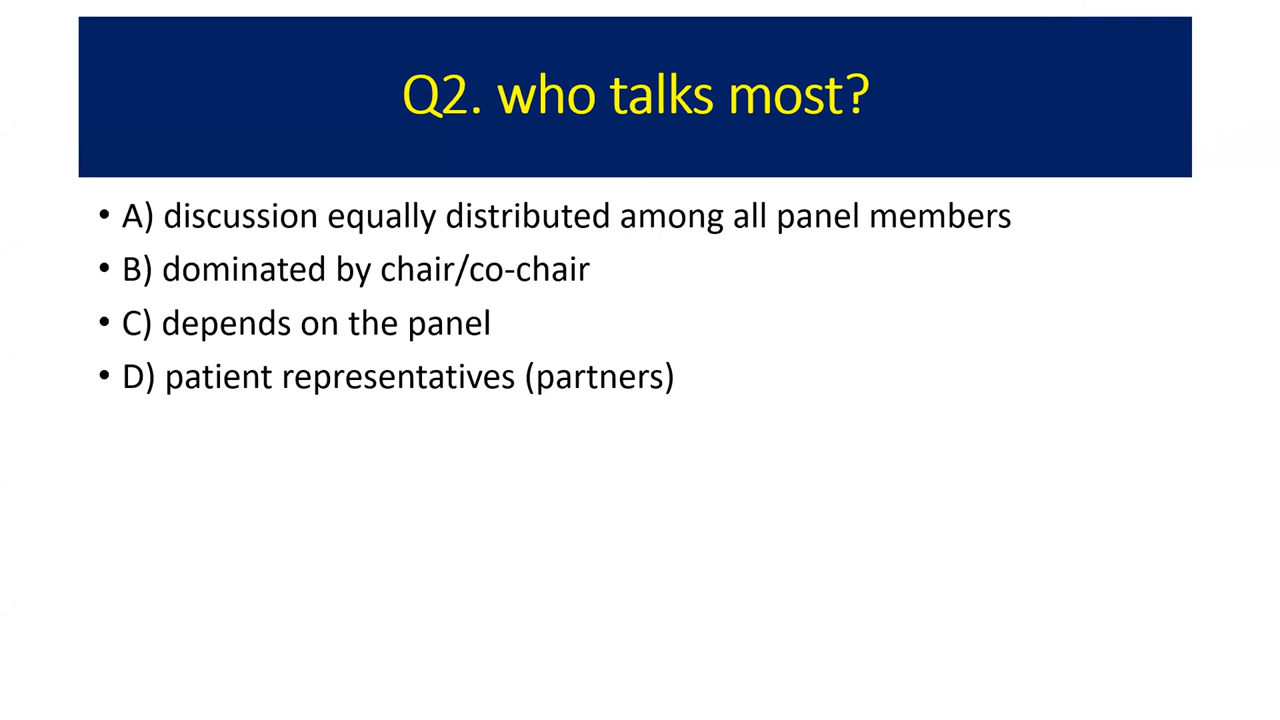 Q2. who talks most?
• A) discussion equally distributed among all panel members
• B) dominated by chair/co-chair
• C) depends on the panel
• D) patient representatives (partners)